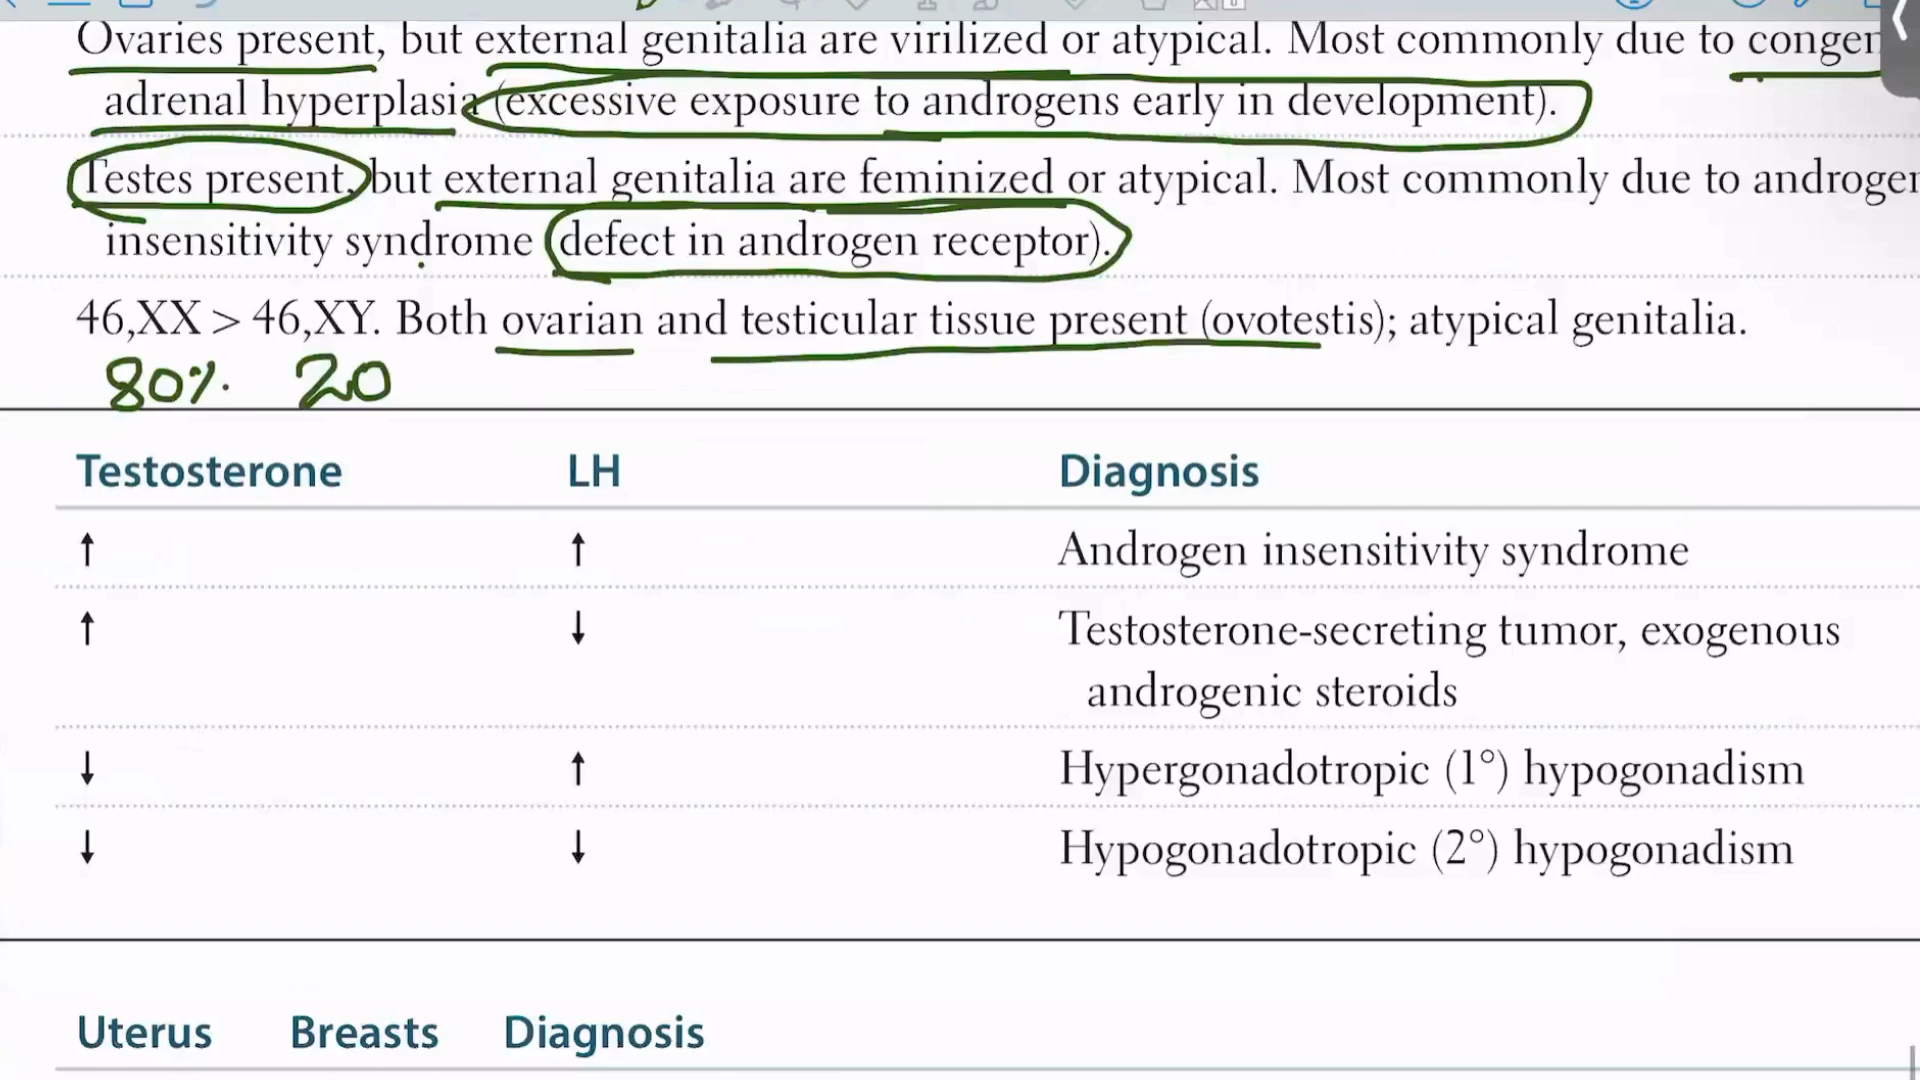 Ovaries present, but external genitalia are virilized or atypical. Most commonly due to congen
adrenal hyperplasia (excessive exposure to androgens early in development).
Testes present, but external genitalia are feminized or atypical. Most commonly due to androgen
insensitivity syndrome (defect in androgen receptor).
46,XX > 46,XY. Both ovarian and testicular tissue present (ovotestis); atypical genitalia.
80% 20
Testosterone LH Diagnosis
↑ ↑ Androgen insensitivity syndrome
↑ ↓ Testosterone-secreting tumor, exogenous
androgenic steroids
↓ ↑ Hypergonadotropic (1°) hypogonadism
↓ ↓ Hypogonadotropic (2°) hypogonadism
Uterus Breasts Diagnosis